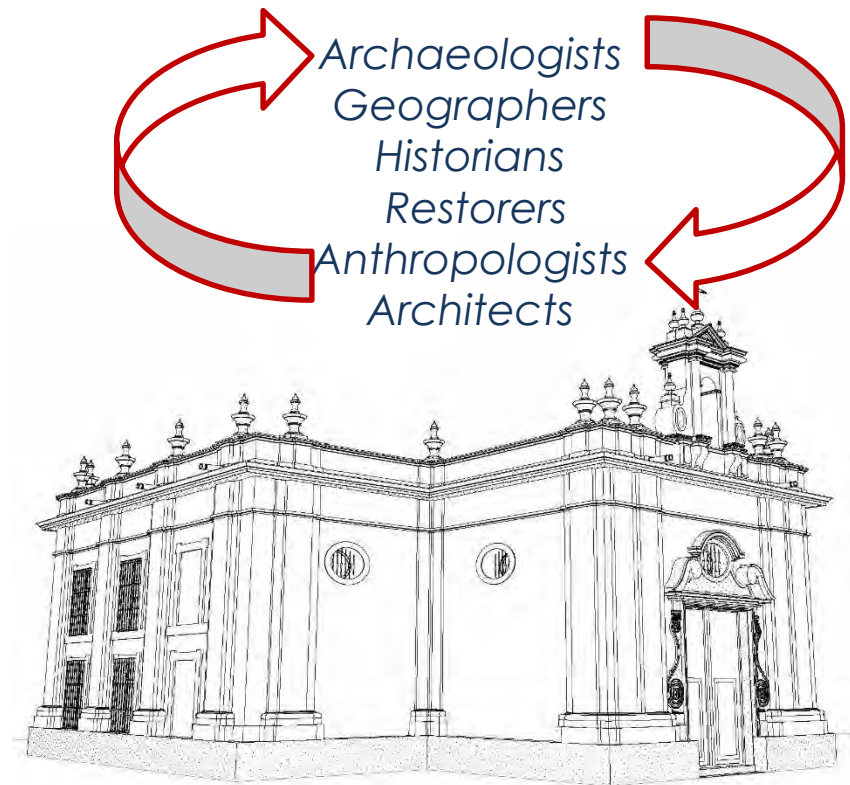 Archaeologists
Geographers
Historians
Restorers
Anthropologists
Architects